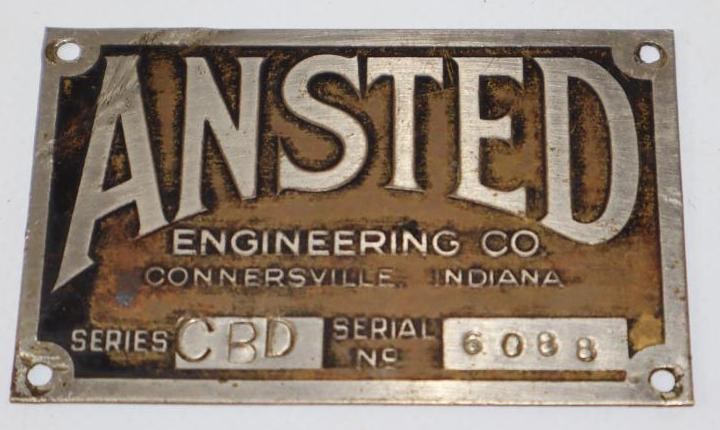 ANSTED
ENGINEERING CO
CONNERSVILLE INDIANA
SERIES CBD SERIAL No 6088